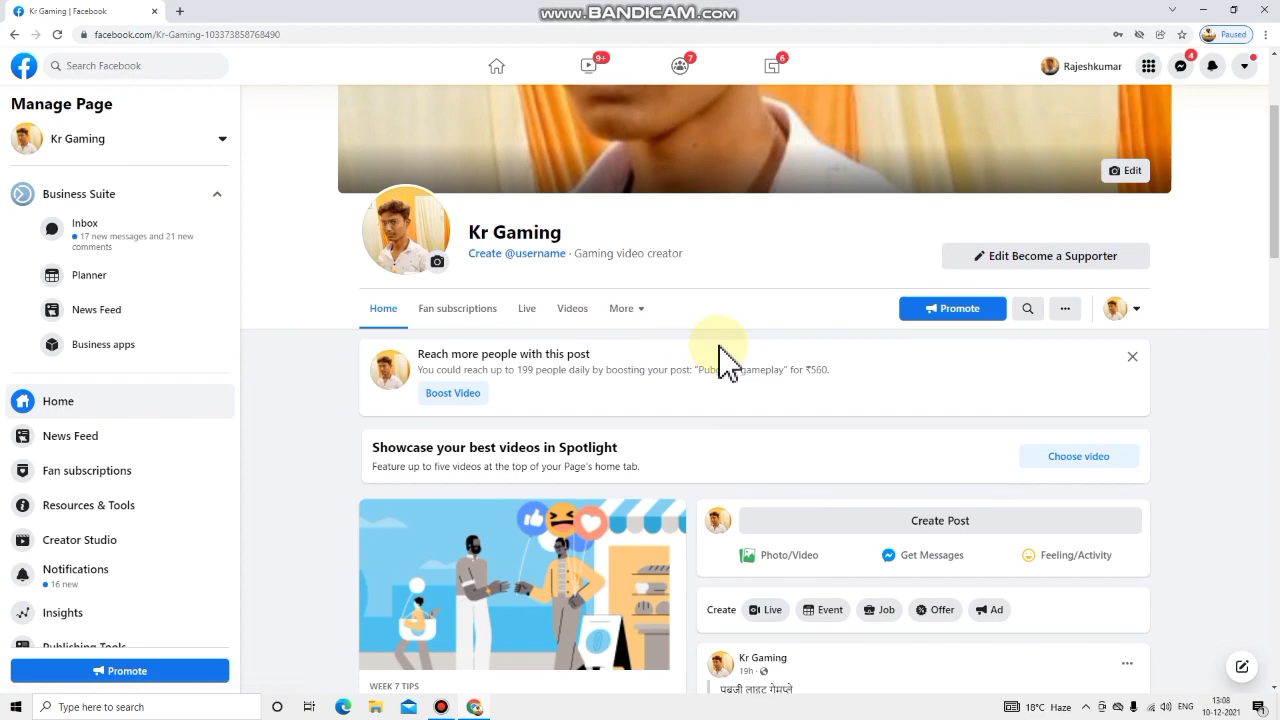 www.BANDICAM.com
Kr Gaming | Facebook
facebook.com/Kr-Gaming-103373858768490
Paused
Search Facebook
9+
7
6
Rajeshkumar
4
Manage Page
Kr Gaming
Business Suite
Inbox
17 new messages and 21 new
comments
Planner
News Feed
Business apps
Home
News Feed
Fan subscriptions
Resources & Tools
Creator Studio
Notifications
16 new
Insights
Publishing Tools
Promote
Edit
Kr Gaming
Create @username · Gaming video creator
Edit Become a Supporter
Home
Fan subscriptions
Live
Videos
More
Promote
Reach more people with this post
You could reach up to 199 people daily by boosting your post: "Pub gameplay" for ₹560.
Boost Video
Showcase your best videos in Spotlight
Feature up to five videos at the top of your Page's home tab.
Choose video
WEEK 7 TIPS
Create Post
Photo/Video
Get Messages
Feeling/Activity
Create
Live
Event
Job
Offer
Ad
Kr Gaming
19h ·
पबजी लाइट गेमप्ले
Type here to search
18°C Haze
ENG
13:08
10-12-2021